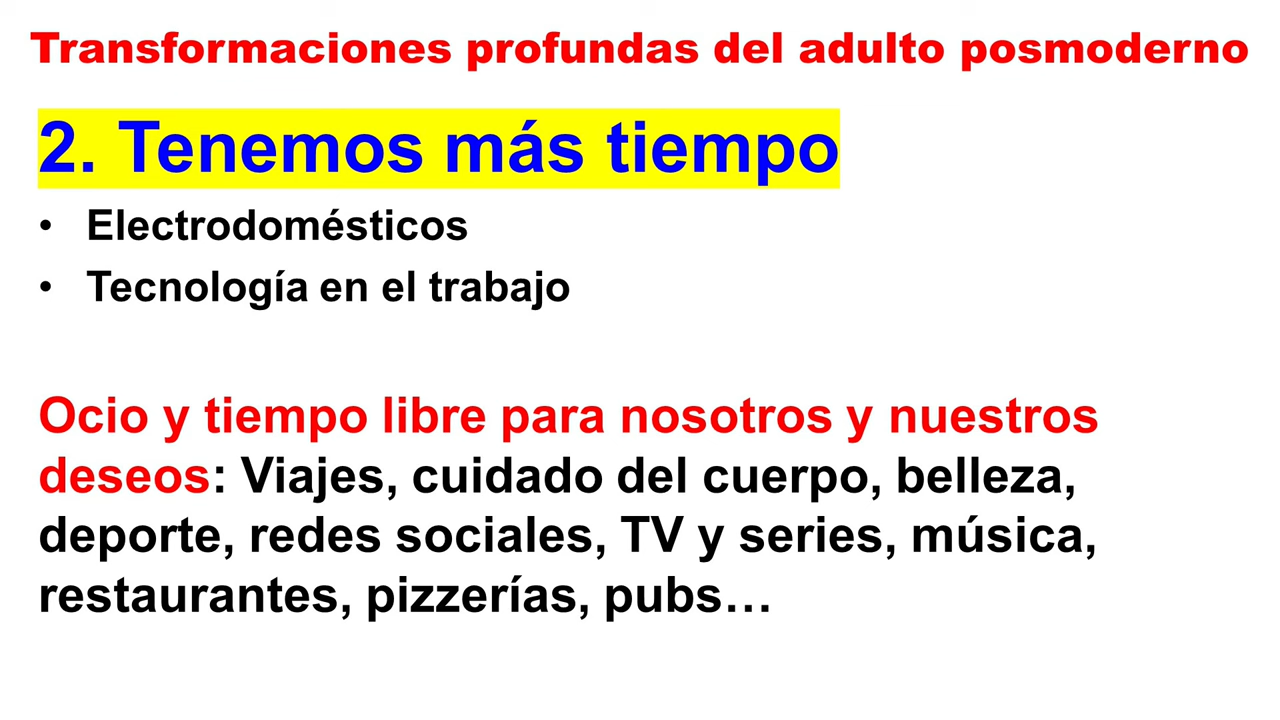 Transformaciones profundas del adulto posmoderno
2. Tenemos más tiempo
• Electrodomésticos
• Tecnología en el trabajo
Ocio y tiempo libre para nosotros y nuestros
deseos: Viajes, cuidado del cuerpo, belleza,
deporte, redes sociales, TV y series, música,
restaurantes, pizzerías, pubs…